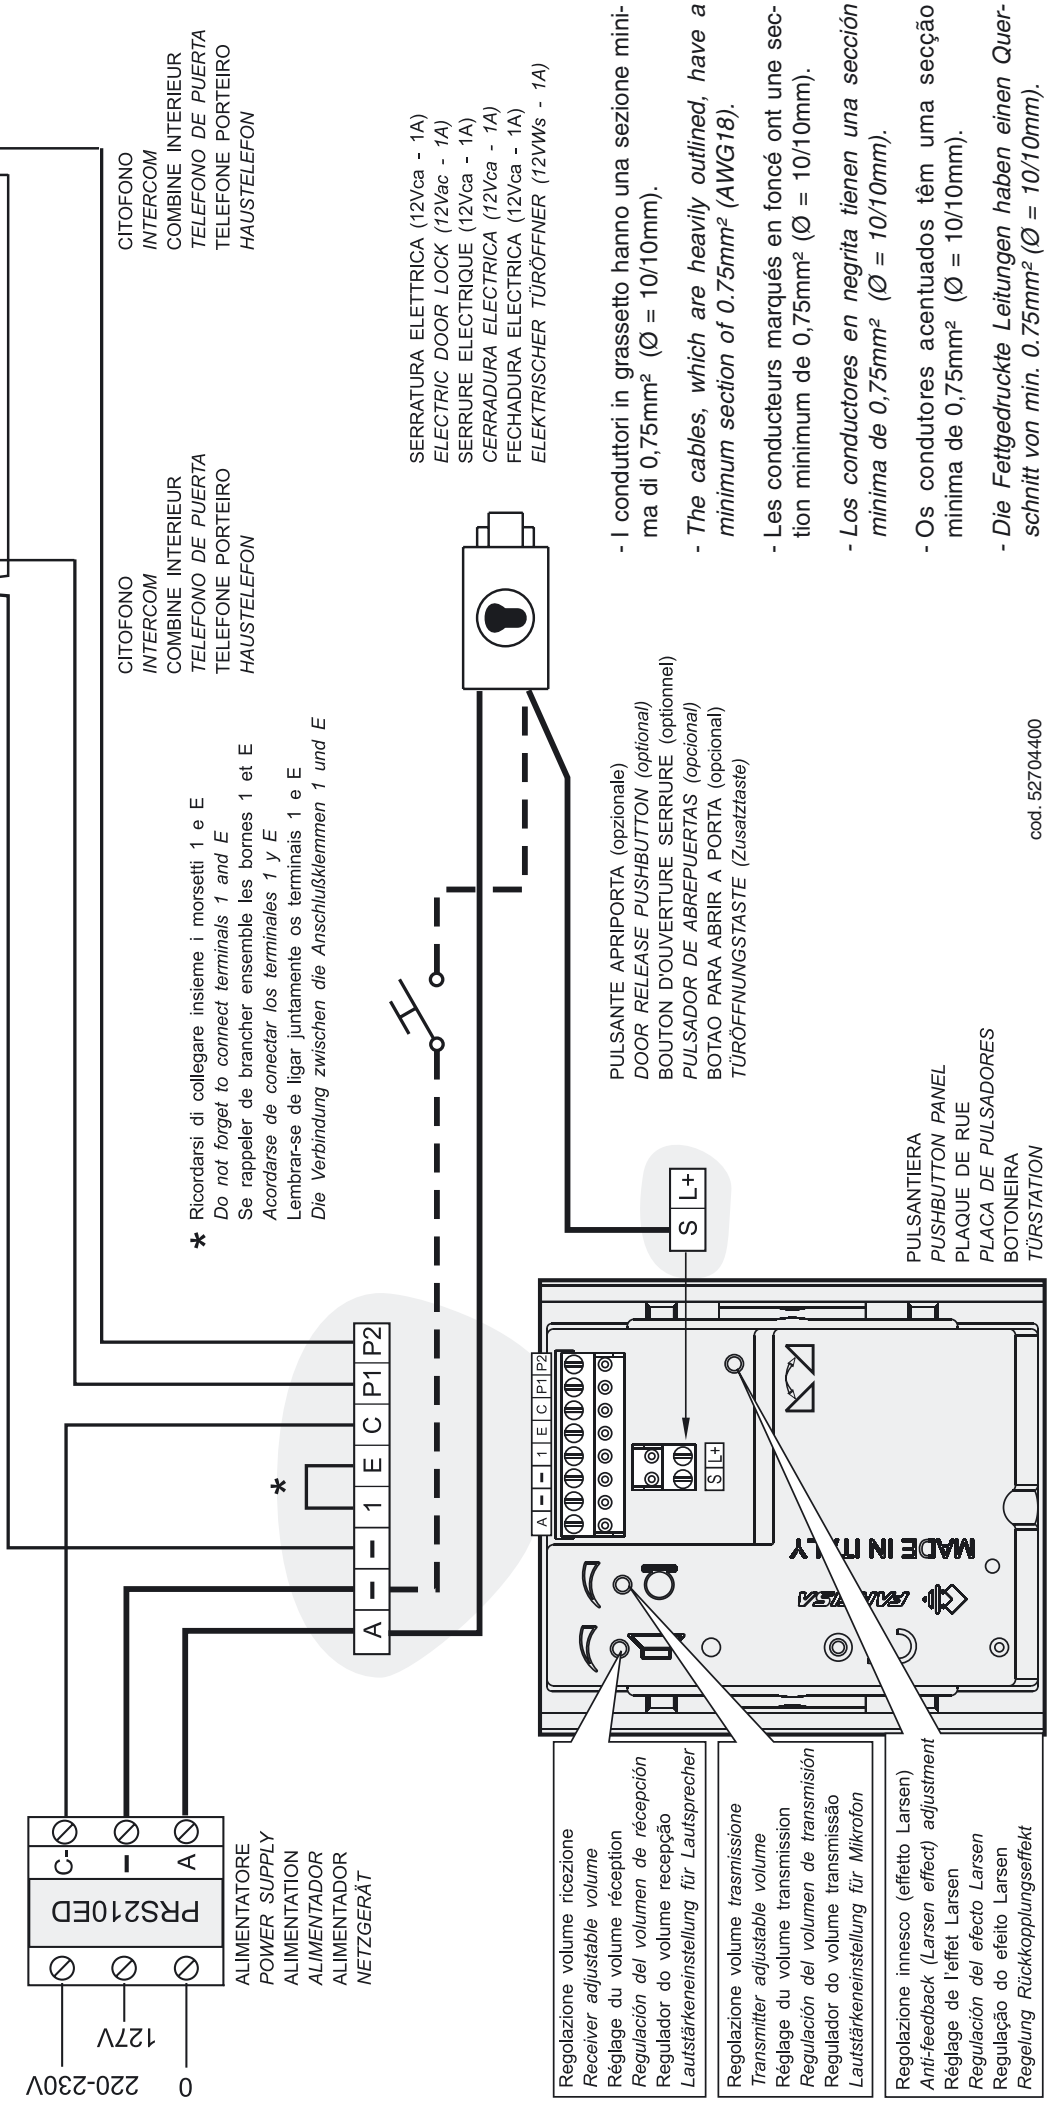 CITOFONO
INTERCOM
COMBINE INTERIEUR
TELEFONO DE PUERTA
TELEFONE PORTEIRO
HAUSTELEFON
CITOFONO
INTERCOM
COMBINE INTERIEUR
TELEFONO DE PUERTA
TELEFONE PORTEIRO
HAUSTELEFON
* Ricordarsi di collegare insieme i morsetti 1 e E
Do not forget to connect terminals 1 and E
Se rappeler de brancher ensemble les bornes 1 et E
Acordarse de conectar los terminales 1 y E
Lembrar-se de ligar juntamente os terminais 1 e E
Die Verbindung zwischen die Anschlußklemmen 1 und E
220-230V
127V
0
PRS210ED
C-
–
A
ALIMENTATORE
POWER SUPPLY
ALIMENTATION
ALIMENTADOR
ALIMENTADOR
NETZGERÄT
*
A – – 1 E C P1 P2
SERRATURA ELETTRICA (12Vca - 1A)
ELECTRIC DOOR LOCK (12Vac - 1A)
SERRURE ELECTRIQUE (12Vca - 1A)
CERRADURA ELECTRICA (12Vca - 1A)
FECHADURA ELECTRICA (12Vca - 1A)
ELEKTRISCHER TÜRÖFFNER (12VWs - 1A)
PULSANTE APRIPORTA (opzionale)
DOOR RELEASE PUSHBUTTON (optional)
BOUTON D'OUVERTURE SERRURE (optionnel)
PULSADOR DE ABREPUERTAS (opcional)
BOTAO PARA ABRIR A PORTA (opcional)
TÜRÖFFNUNGSTASTE (Zusatztaste)
S L+
A – – 1 E C P1 P2
S L+
MADE IN ITALY
FARFISA
PULSANTIERA
PUSHBUTTON PANEL
PLAQUE DE RUE
PLACA DE PULSADORES
BOTONEIRA
TÜRSTATION
Regolazione volume ricezione
Receiver adjustable volume
Réglage du volume réception
Regulación del volumen de récepción
Regulador do volume recepção
Lautstärkeneinstellung für Lautsprecher
Regolazione volume trasmissione
Transmitter adjustable volume
Réglage du volume transmission
Regulación del volumen de transmisión
Regulador do volume transmissão
Lautstärkeneinstellung für Mikrofon
Regolazione innesco (effetto Larsen)
Anti-feedback (Larsen effect) adjustment
Réglage de l'effet Larsen
Regulación del efecto Larsen
Regulação do efeito Larsen
Regelung Rückkopplungseffekt
- I conduttori in grassetto hanno una sezione mini-
ma di 0,75mm² (Ø = 10/10mm).
- The cables, which are heavily outlined, have a
minimum section of 0.75mm² (AWG18).
- Les conducteurs marqués en foncé ont une sec-
tion minimum de 0,75mm² (Ø = 10/10mm).
- Los conductores en negrita tienen una sección
minima de 0,75mm² (Ø = 10/10mm).
- Os condutores acentuados têm uma secção
minima de 0,75mm² (Ø = 10/10mm).
- Die Fettgedruckte Leitungen haben einen Quer-
schnitt von min. 0.75mm² (Ø = 10/10mm).
cod. 52704400